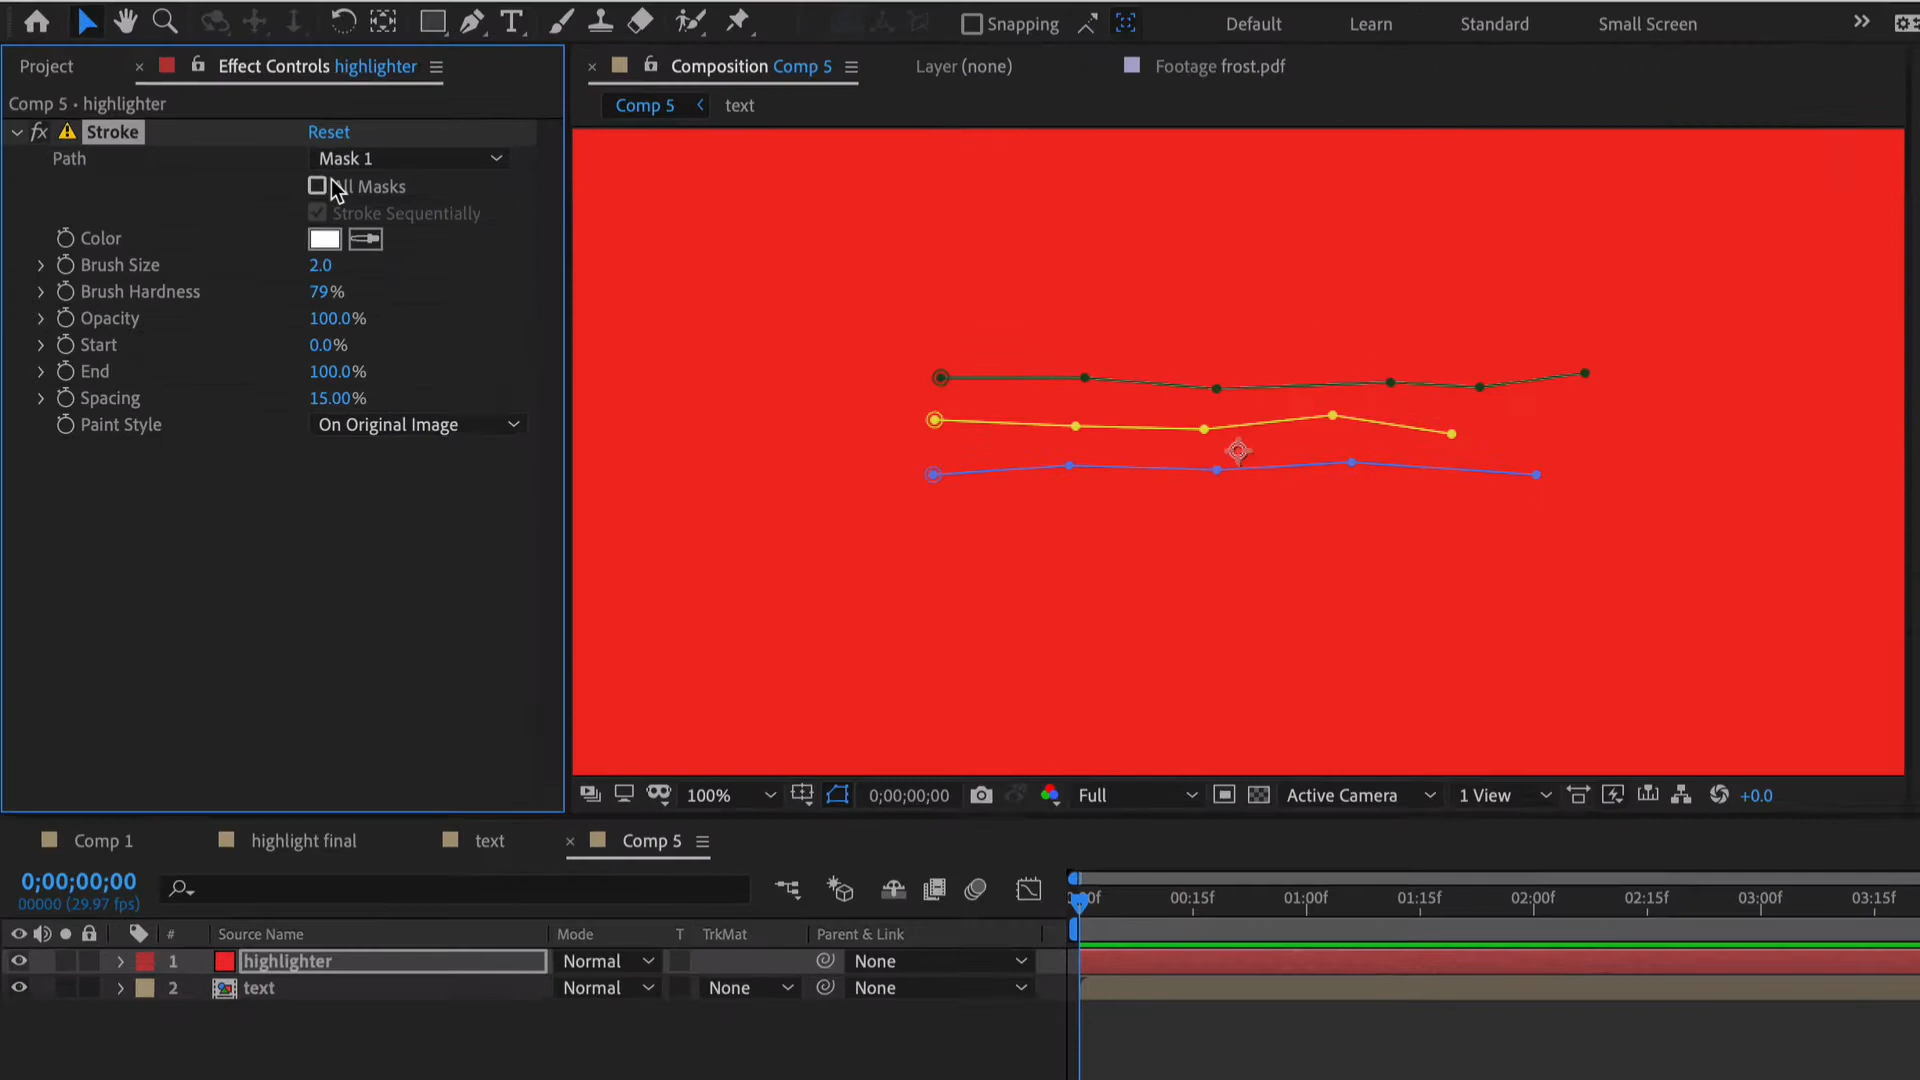 Snapping
Default
Learn
Standard
Small Screen
Project
Effect Controls highlighter
Composition Comp 5
Layer (none)
Footage frost.pdf
Comp 5 • highlighter
Comp 5
text
fx Stroke
Reset
Path
Mask 1
All Masks
Stroke Sequentially
Color
Brush Size
2.0
Brush Hardness
79%
Opacity
100.0%
Start
0.0%
End
100.0%
Spacing
15.00%
Paint Style
On Original Image
100%
0;00;00;00
Full
Active Camera
1 View
+0.0
Comp 1
highlight final
text
Comp 5
0;00;00;00
00000 (29.97 fps)
00:15f
01:00f
01:15f
02:00f
02:15f
03:00f
03:15f
#
Source Name
Mode
T
TrkMat
Parent & Link
1
highlighter
Normal
None
2
text
Normal
None
None